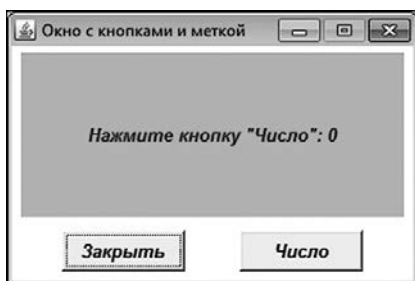 Окно с кнопками и меткой
Нажмите кнопку "Число": 0
Закрыть
Число